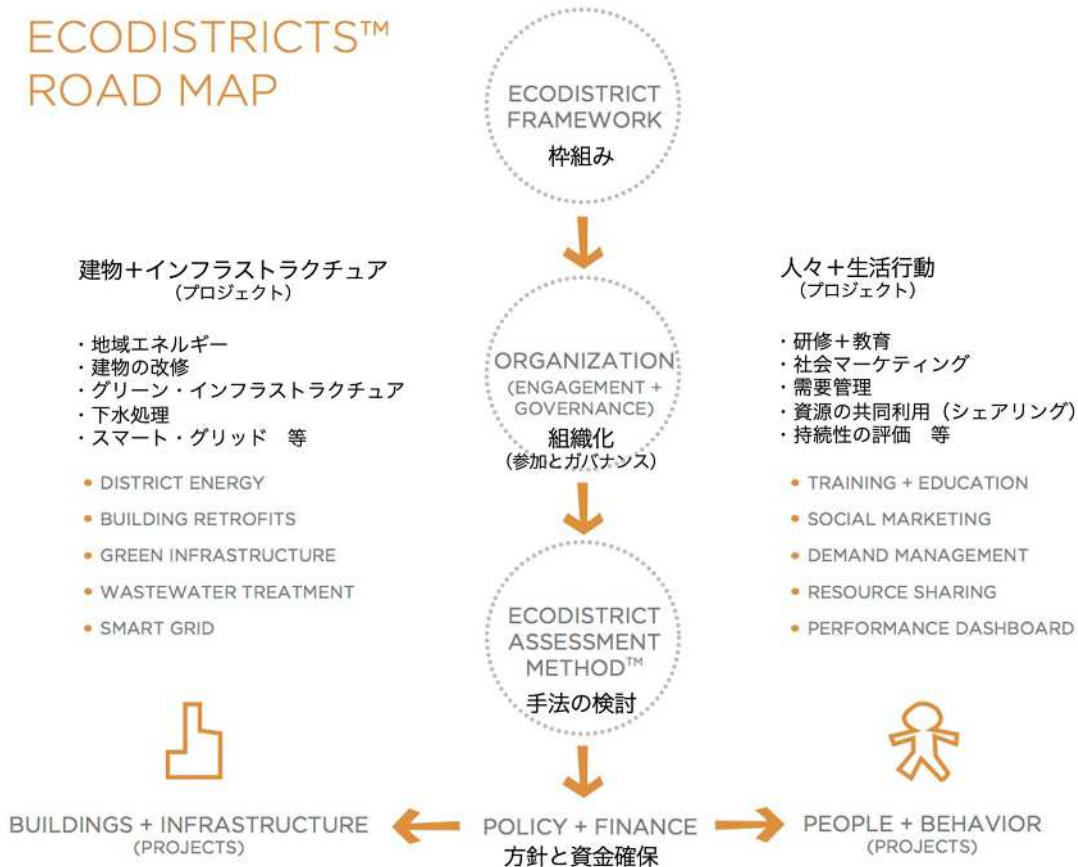 ECODISTRICTS™
ROAD MAP
ECODISTRICT
FRAMEWORK
枠組み
建物＋インフラストラクチュア
（プロジェクト）
・地域エネルギー
・建物の改修
・グリーン・インフラストラクチュア
・下水処理
・スマート・グリッド　等
• DISTRICT ENERGY
• BUILDING RETROFITS
• GREEN INFRASTRUCTURE
• WASTEWATER TREATMENT
• SMART GRID
ORGANIZATION
(ENGAGEMENT +
GOVERNANCE)
組織化
（参加とガバナンス）
ECODISTRICT
ASSESSMENT
METHOD™
手法の検討
人々＋生活行動
（プロジェクト）
・研修＋教育
・社会マーケティング
・需要管理
・資源の共同利用（シェアリング）
・持続性の評価　等
• TRAINING + EDUCATION
• SOCIAL MARKETING
• DEMAND MANAGEMENT
• RESOURCE SHARING
• PERFORMANCE DASHBOARD
BUILDINGS + INFRASTRUCTURE
(PROJECTS)
POLICY + FINANCE
方針と資金確保
PEOPLE + BEHAVIOR
(PROJECTS)